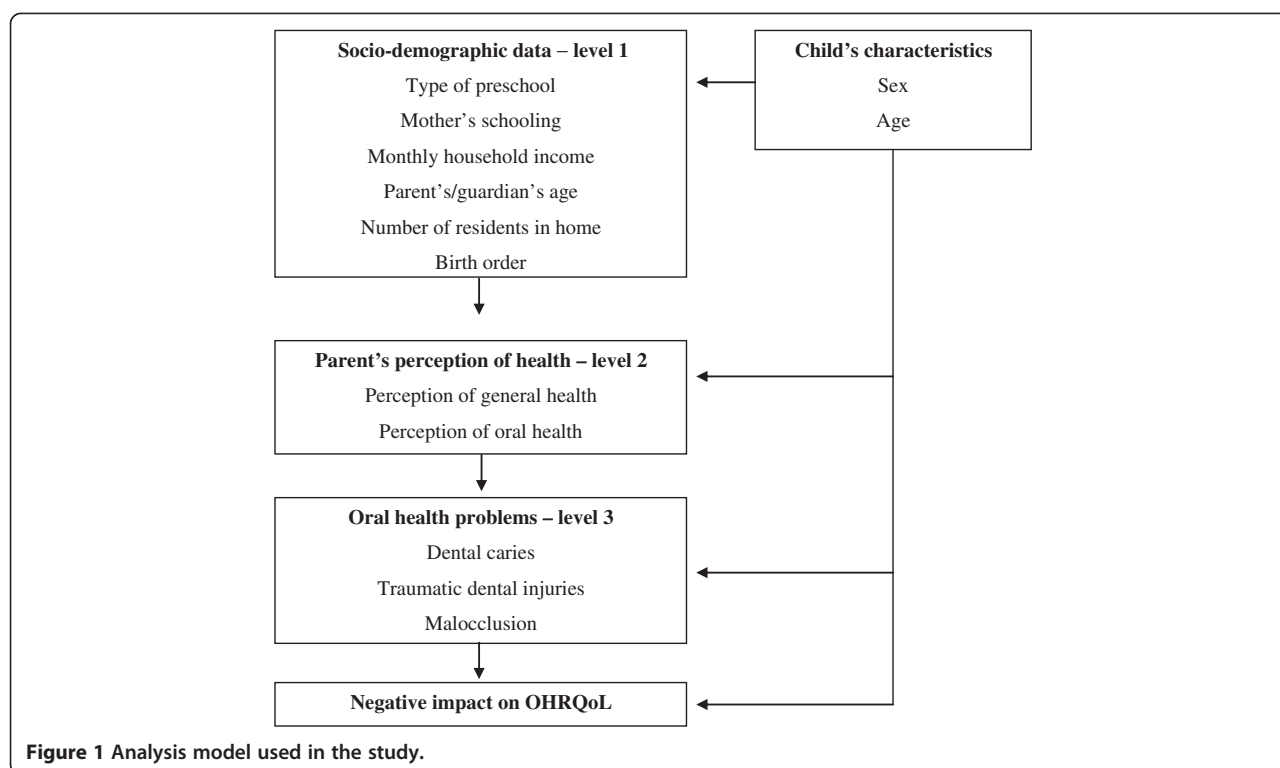 Socio-demographic data – level 1
Type of preschool
Mother's schooling
Monthly household income
Parent's/guardian's age
Number of residents in home
Birth order
Child's characteristics
Sex
Age
Parent's perception of health – level 2
Perception of general health
Perception of oral health
Oral health problems – level 3
Dental caries
Traumatic dental injuries
Malocclusion
Negative impact on OHRQoL
Figure 1 Analysis model used in the study.